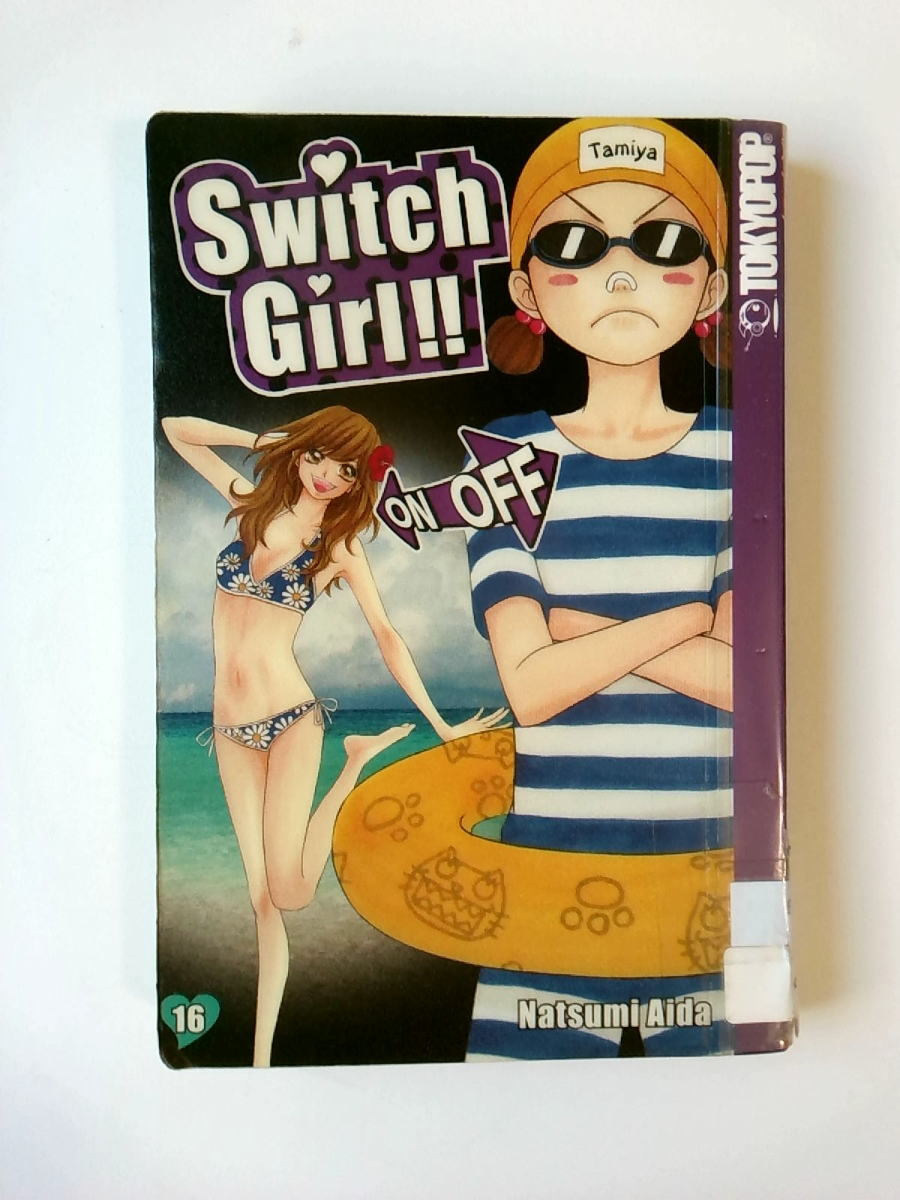 Switch
Girl!!
Tamiya
ON OFF
16
Natsumi Aida
TOKYOPOP®